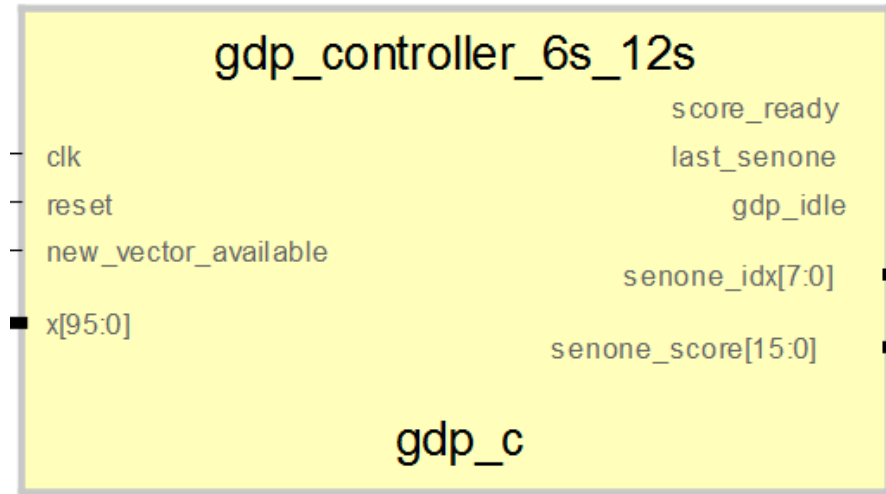 gdp_controller_6s_12s
score_ready
clk
last_senone
reset
gdp_idle
new_vector_available
senone_idx[7:0]
x[95:0]
senone_score[15:0]
gdp_c